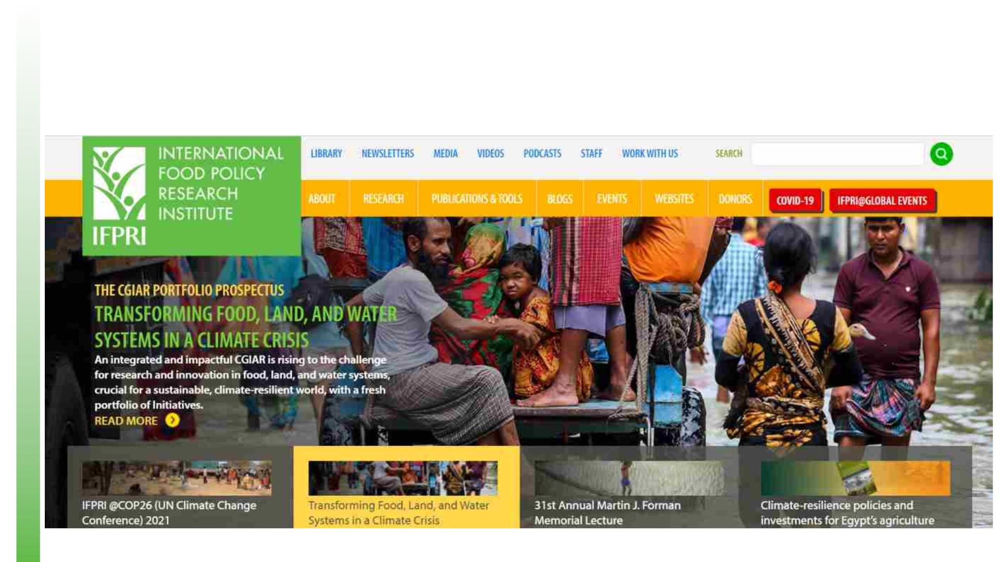 INTERNATIONAL
FOOD POLICY
RESEARCH
INSTITUTE
IFPRI
LIBRARY NEWSLETTERS MEDIA VIDEOS PODCASTS STAFF WORK WITH US SEARCH
ABOUT RESEARCH PUBLICATIONS & TOOLS BLOGS EVENTS WEBSITES DONORS COVID-19 IFPRI@GLOBAL EVENTS
THE CGIAR PORTFOLIO PROSPECTUS
TRANSFORMING FOOD, LAND, AND WATER
SYSTEMS IN A CLIMATE CRISIS
An integrated and impactful CGIAR is rising to the challenge
for research and innovation in food, land, and water systems,
crucial for a sustainable, climate-resilient world, with a fresh
portfolio of Initiatives.
READ MORE
IFPRI @COP26 (UN Climate Change
Conference) 2021
Transforming Food, Land, and Water
Systems in a Climate Crisis
31st Annual Martin J. Forman
Memorial Lecture
Climate-resilience policies and
investments for Egypt's agriculture